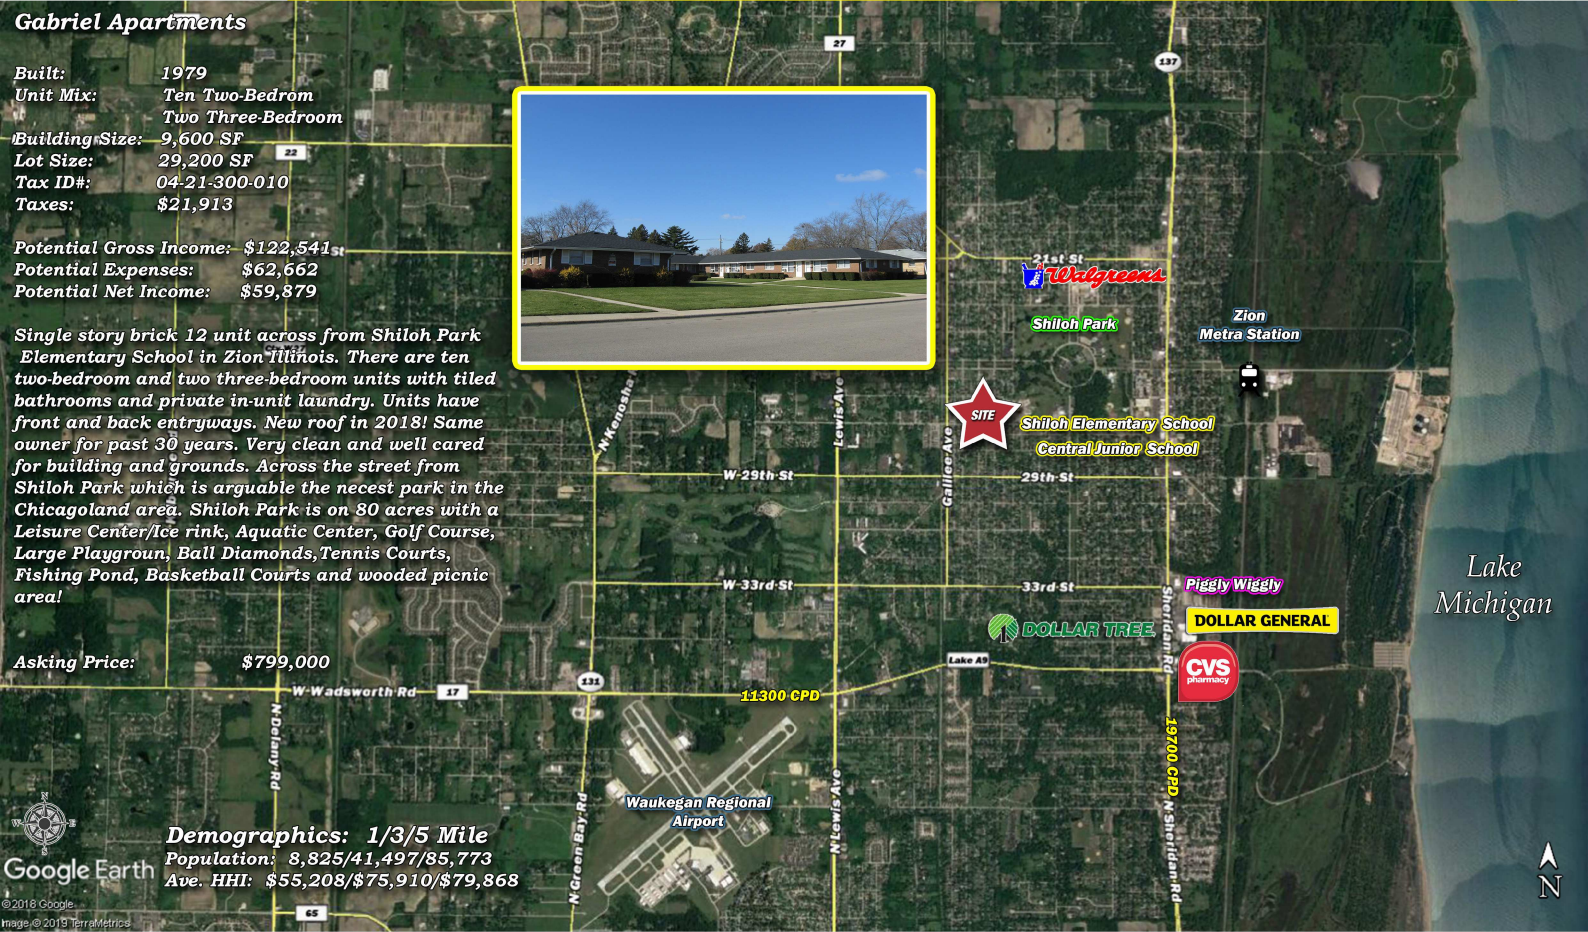 Gabriel Apartments
Built: 1979
Unit Mix: Ten Two-Bedrom
Two Three-Bedroom
Building Size: 9,600 SF
Lot Size: 29,200 SF
Tax ID#: 04-21-300-010
Taxes: $21,913
Potential Gross Income: $122,541
Potential Expenses: $62,662
Potential Net Income: $59,879
Single story brick 12 unit across from Shiloh Park
Elementary School in Zion Illinois. There are ten
two-bedroom and two three-bedroom units with tiled
bathrooms and private in-unit laundry. Units have
front and back entryways. New roof in 2018! Same
owner for past 30 years. Very clean and well cared
for building and grounds. Across the street from
Shiloh Park which is arguable the necest park in the
Chicagoland area. Shiloh Park is on 80 acres with a
Leisure Center/Ice rink, Aquatic Center, Golf Course,
Large Playgroun, Ball Diamonds,Tennis Courts,
Fishing Pond, Basketball Courts and wooded picnic
area!
Asking Price: $799,000
Demographics: 1/3/5 Mile
Population: 8,825/41,497/85,773
Ave. HHI: $55,208/$75,910/$79,868
Google Earth
©2018 Google
Image © 2019 TerraMetrics
N
E
S
W
22
St
27
137
21st St
Walgreens
Shiloh Park
Zion
Metra Station
SITE
Shiloh Elementary School
Central Junior School
N Kenosha
Lewis Ave
Galilee Ave
W 29th St
29th St
W 33rd St
33rd St
Sheridan Rd
Piggly Wiggly
DOLLAR GENERAL
DOLLAR TREE
Lake A9
CVS
pharmacy
Lake
Michigan
W Wadsworth Rd
17
131
11300 CPD
19700 CPD
N Delany Rd
N Green Bay Rd
Waukegan Regional
Airport
N Lewis Ave
N Sheridan Rd
65
N